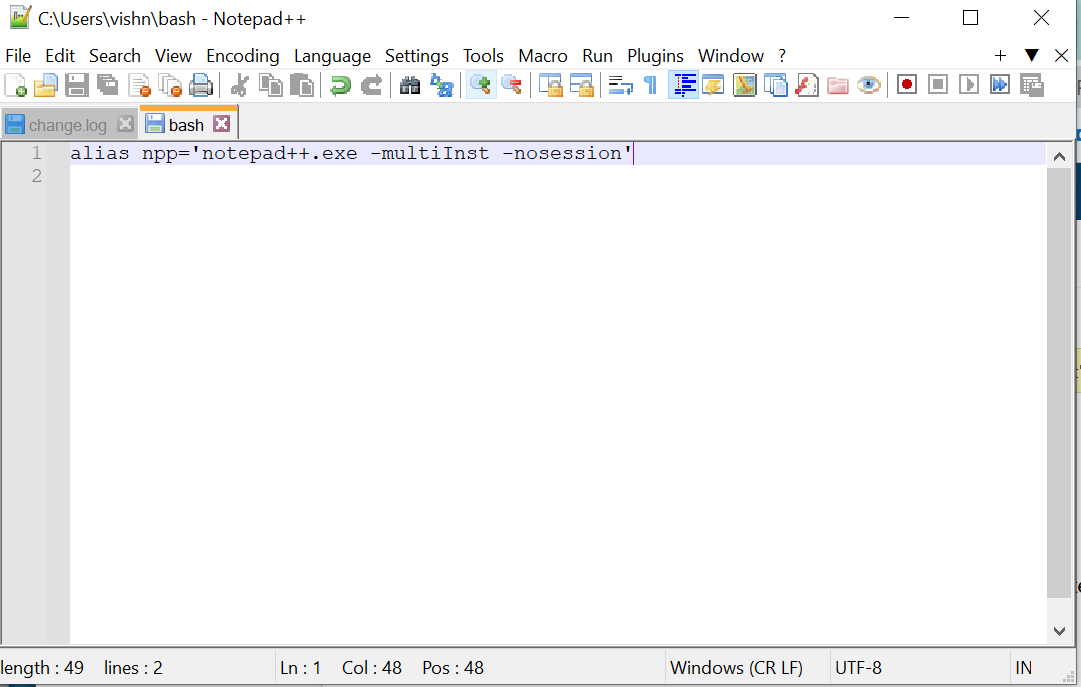 C:\Users\vishn\bash - Notepad++
File Edit Search View Encoding Language Settings Tools Macro Run Plugins Window ?
change.log bash
1 alias npp='notepad++.exe -multiInst -nosession'
2
length : 49 lines : 2 Ln : 1 Col : 48 Pos : 48 Windows (CR LF) UTF-8 IN